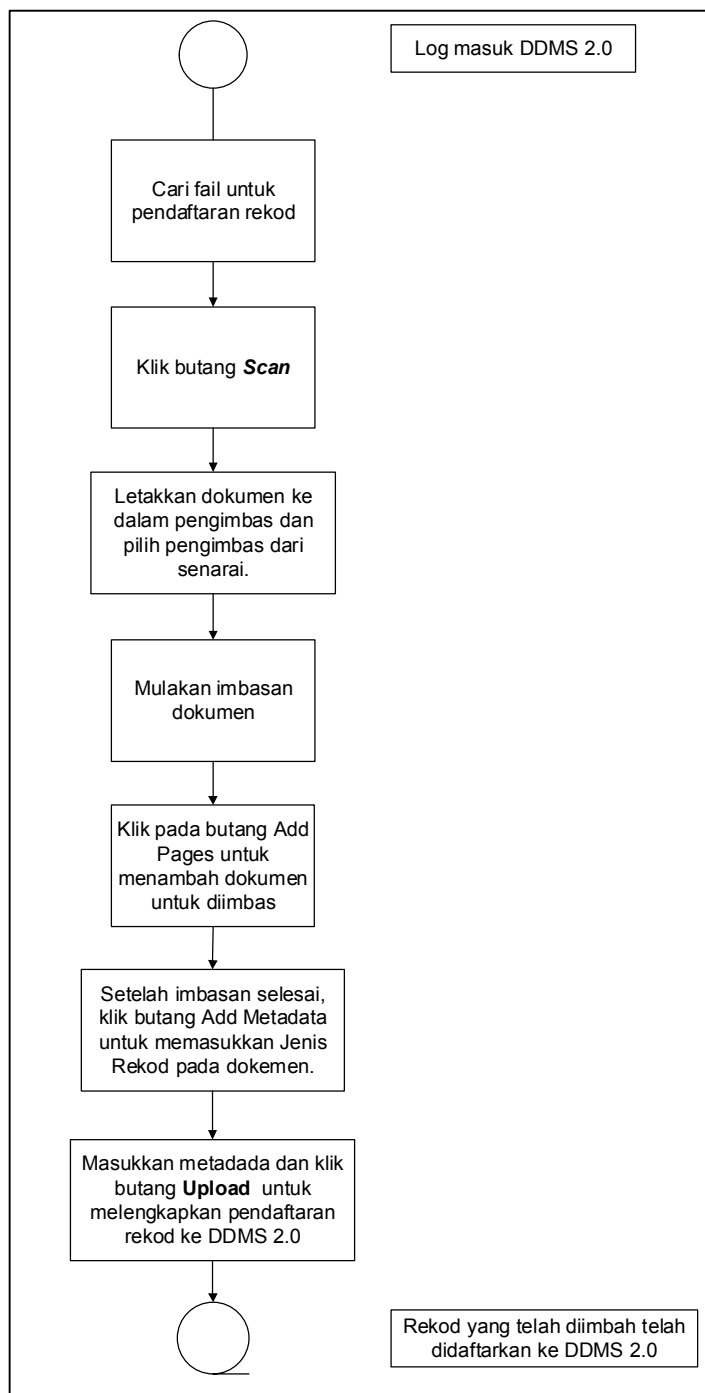 Log masuk DDMS 2.0
Cari fail untuk
pendaftaran rekod
Klik butang Scan
Letakkan dokumen ke
dalam pengimbas dan
pilih pengimbas dari
senarai.
Mulakan imbasan
dokumen
Klik pada butang Add
Pages untuk
menambah dokumen
untuk diimbas
Setelah imbasan selesai,
klik butang Add Metadata
untuk memasukkan Jenis
Rekod pada dokemen.
Masukkan metadada dan klik
butang Upload untuk
melengkapkan pendaftaran
rekod ke DDMS 2.0
Rekod yang telah diimbah telah
didaftarkan ke DDMS 2.0